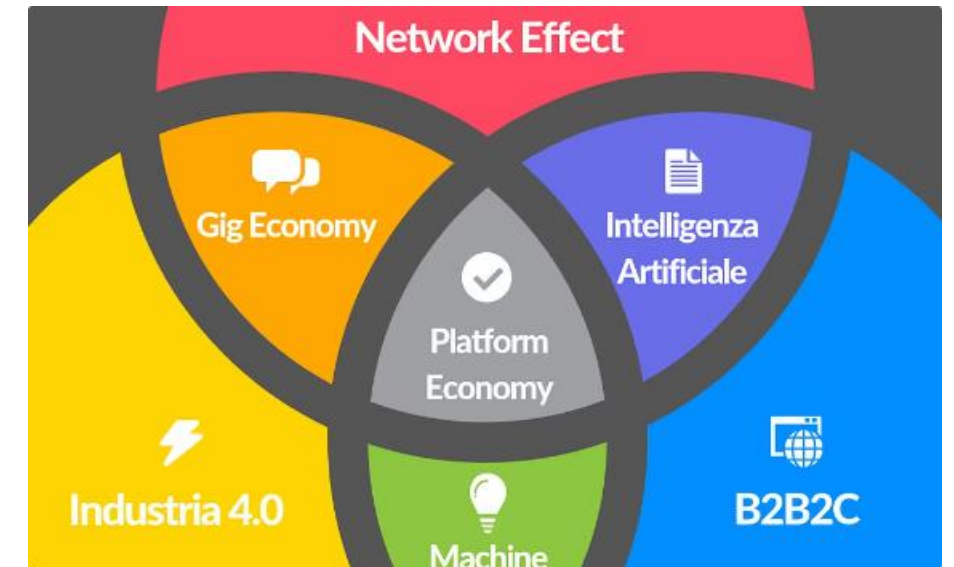 Network Effect
Gig Economy
Intelligenza
Artificiale
Platform
Economy
Industria 4.0
B2B2C
Machine